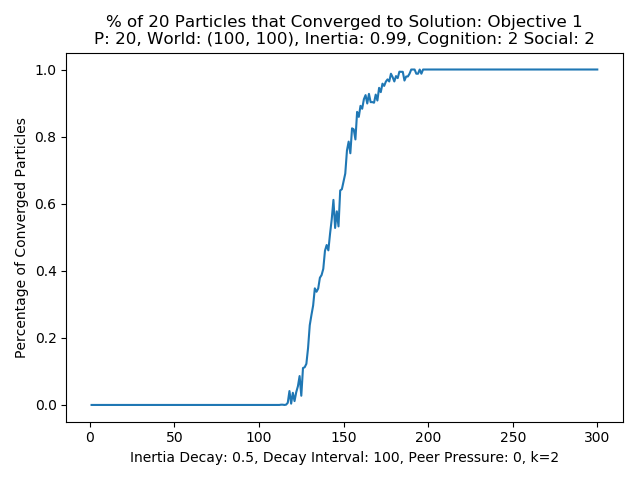 % of 20 Particles that Converged to Solution: Objective 1
P: 20, World: (100, 100), Inertia: 0.99, Cognition: 2 Social: 2
Percentage of Converged Particles
1.0
0.8
0.6
0.4
0.2
0.0
0 50 100 150 200 250 300
Inertia Decay: 0.5, Decay Interval: 100, Peer Pressure: 0, k=2